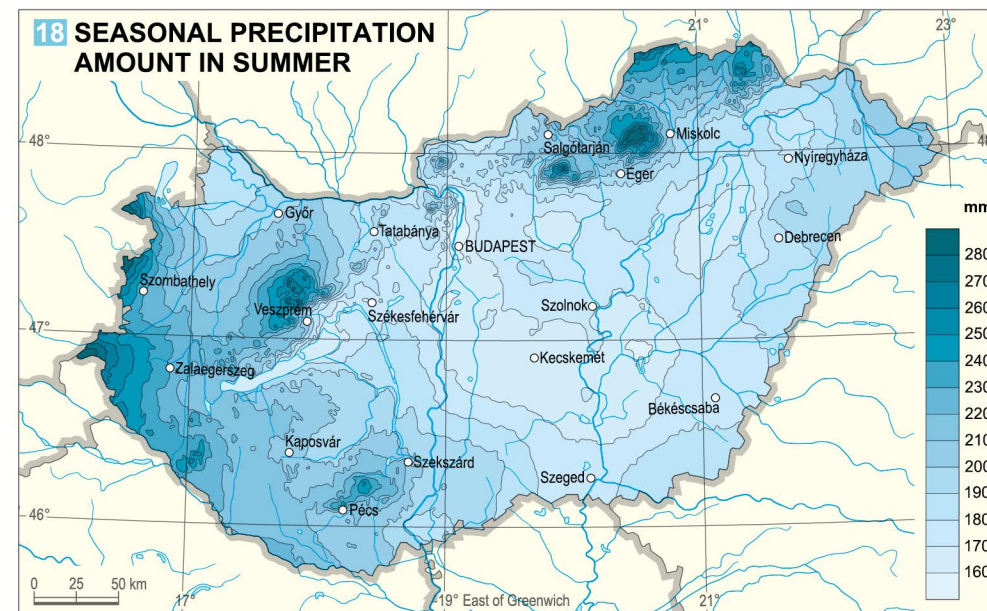 18 SEASONAL PRECIPITATION
AMOUNT IN SUMMER
21°
23°
48°
Miskolc
Salgótarján
Nyíregyháza
Eger
Győr
Tatabánya
BUDAPEST
Debrecen
mm
Szombathely
Veszprém
Székesfehérvár
Szolnok
280
270
260
250
240
230
220
210
200
190
180
170
160
47°
Kecskemét
Zalaegerszeg
Békéscsaba
Kaposvár
Szekszárd
Szeged
Pécs
46°
0 25 50 km
17°
19° East of Greenwich
21°